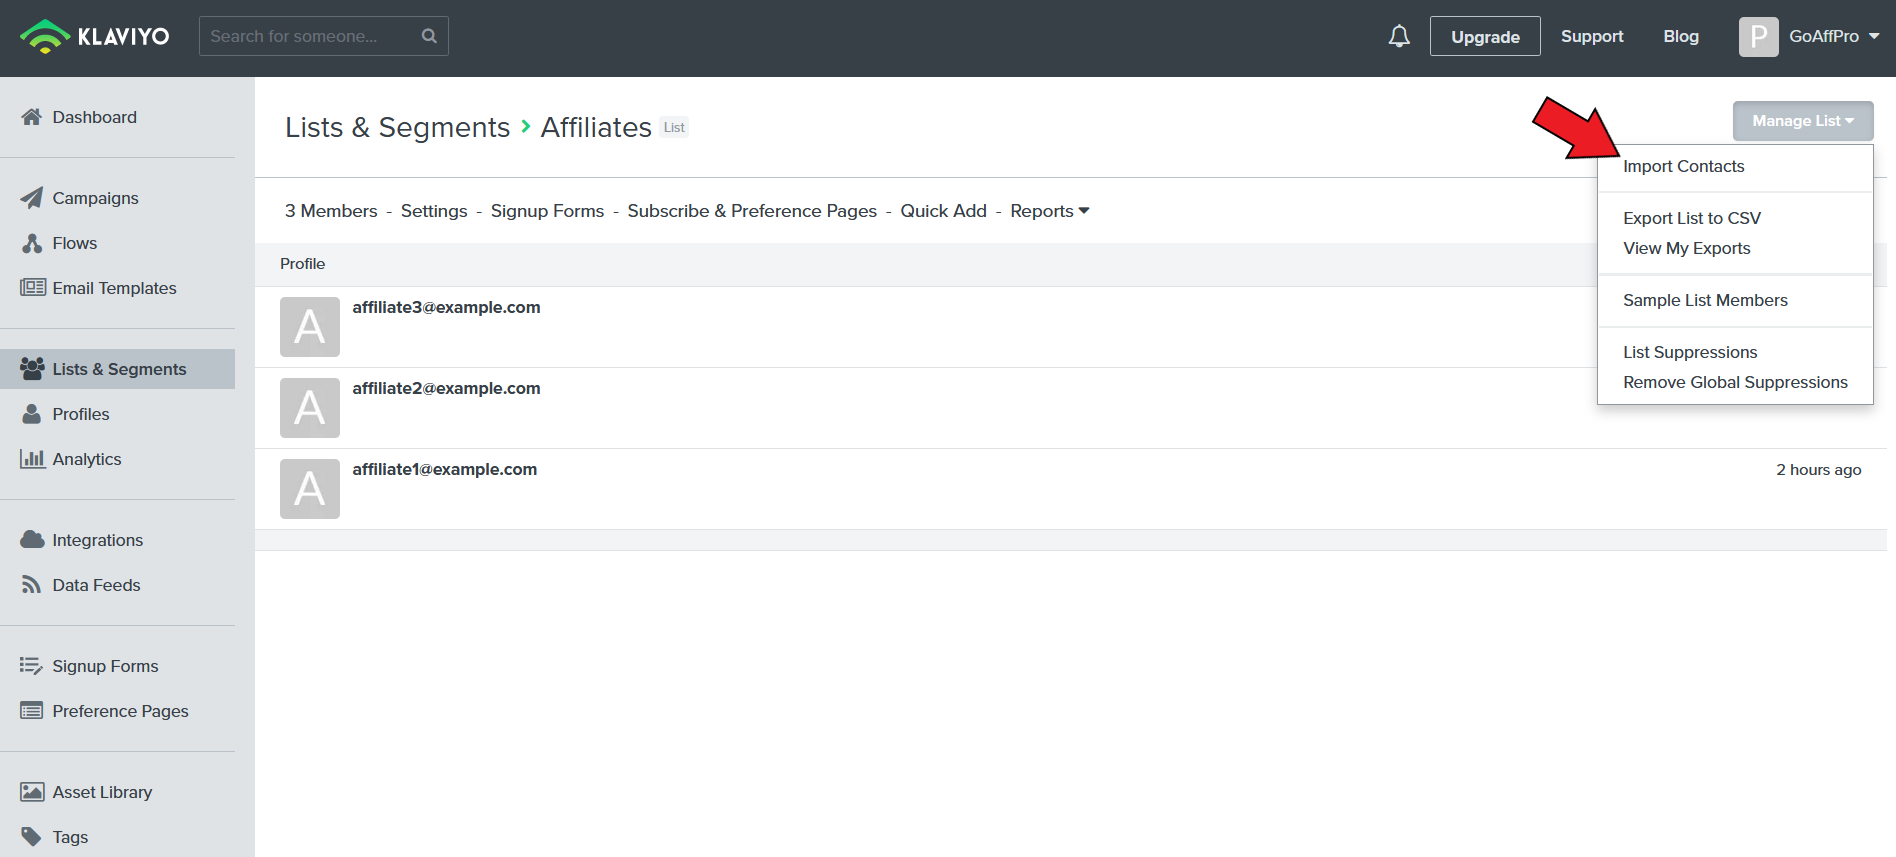 KLAVIYO
Search for someone...
Upgrade
Support
Blog
P
GoAffPro
Dashboard
Campaigns
Flows
Email Templates
Lists & Segments
Profiles
Analytics
Integrations
Data Feeds
Signup Forms
Preference Pages
Asset Library
Tags
Lists & Segments > Affiliates List
Manage List
Import Contacts
Export List to CSV
View My Exports
Sample List Members
List Suppressions
Remove Global Suppressions
3 Members - Settings - Signup Forms - Subscribe & Preference Pages - Quick Add - Reports
Profile
A
affiliate3@example.com
A
affiliate2@example.com
A
affiliate1@example.com
2 hours ago